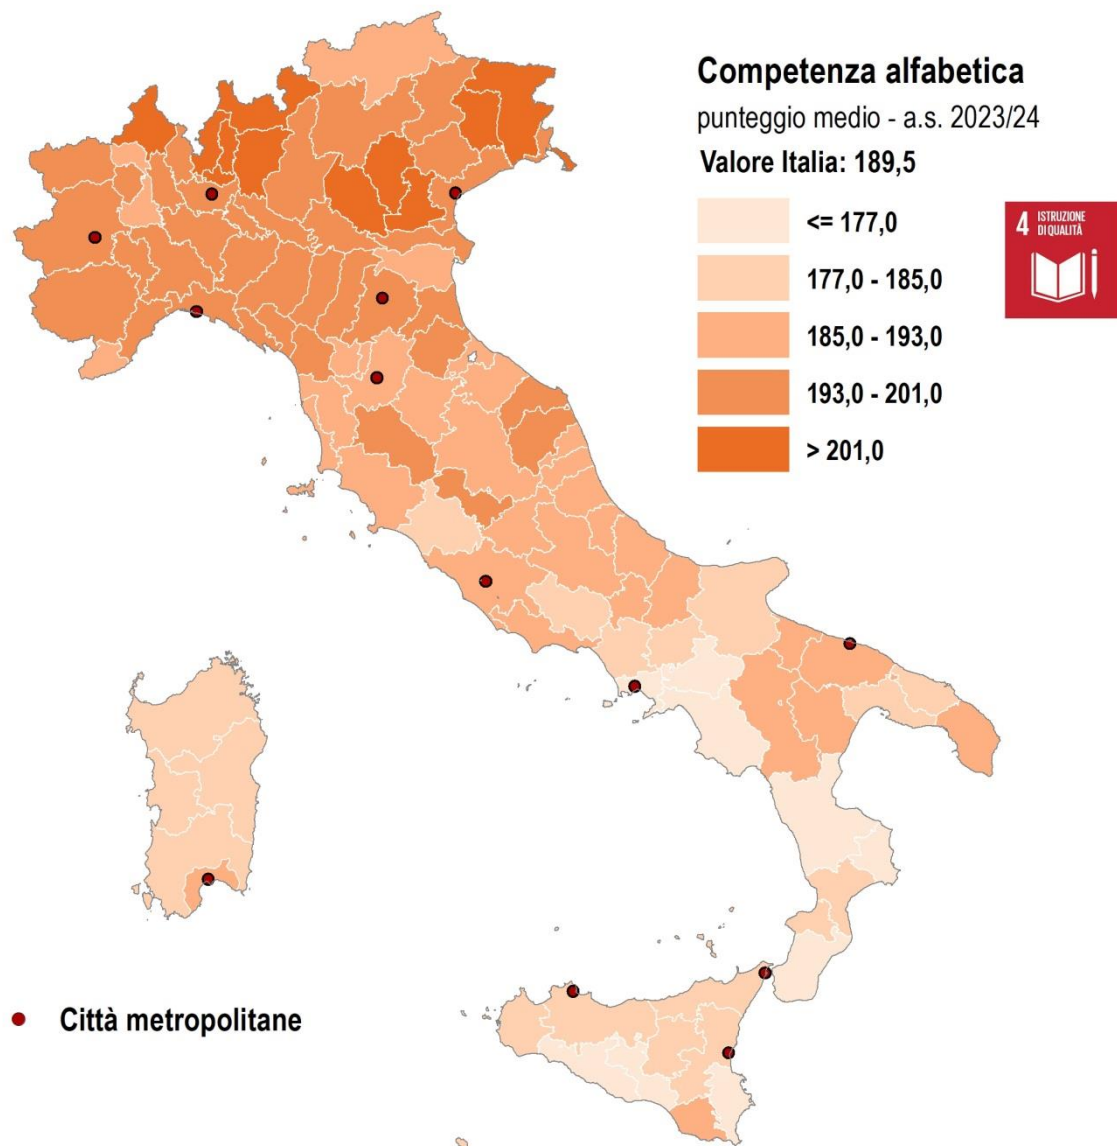 Competenza alfabetica
punteggio medio - a.s. 2023/24
Valore Italia: 189,5
<= 177,0
177,0 - 185,0
185,0 - 193,0
193,0 - 201,0
> 201,0
4 ISTRUZIONE
DI QUALITÀ
Città metropolitane